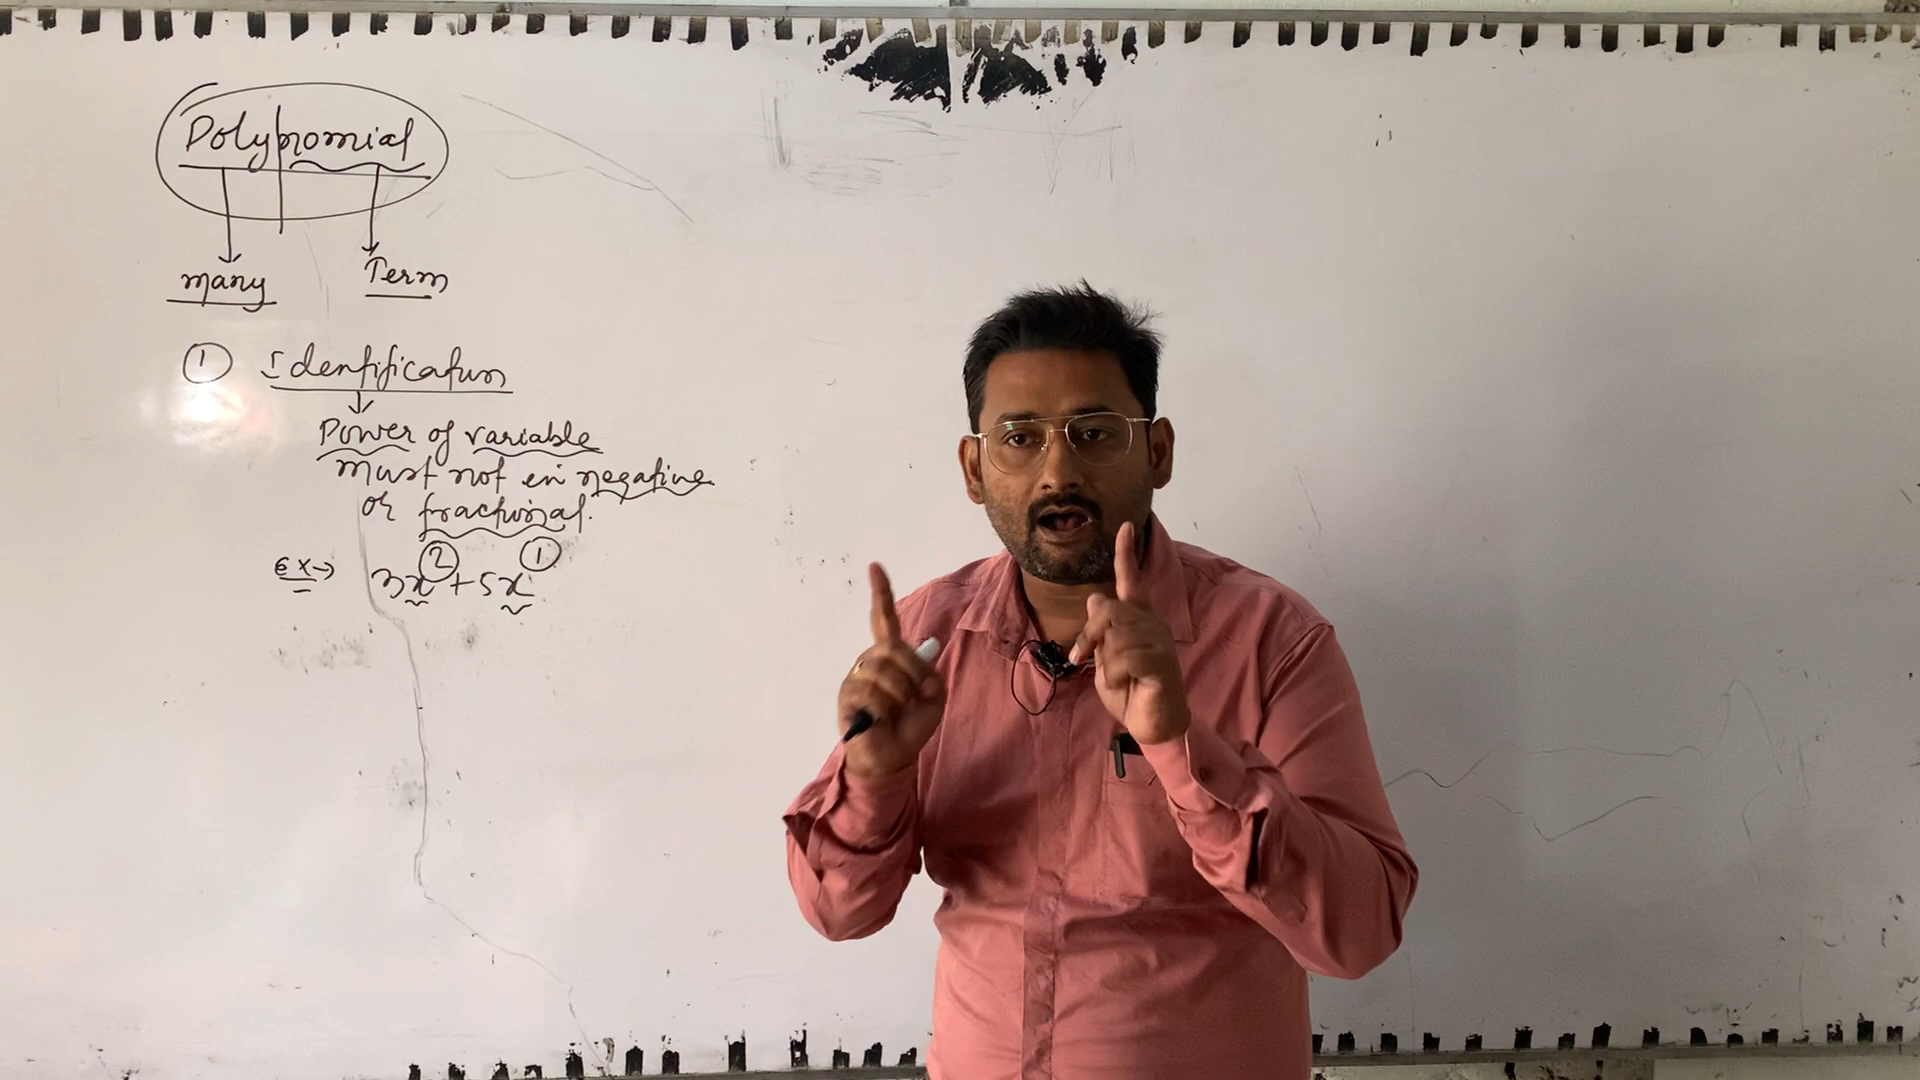 Polynomial
many Term
① Identification
Power of variable
must not in negative
or fractional.
Ex→ 3x² + 5x¹